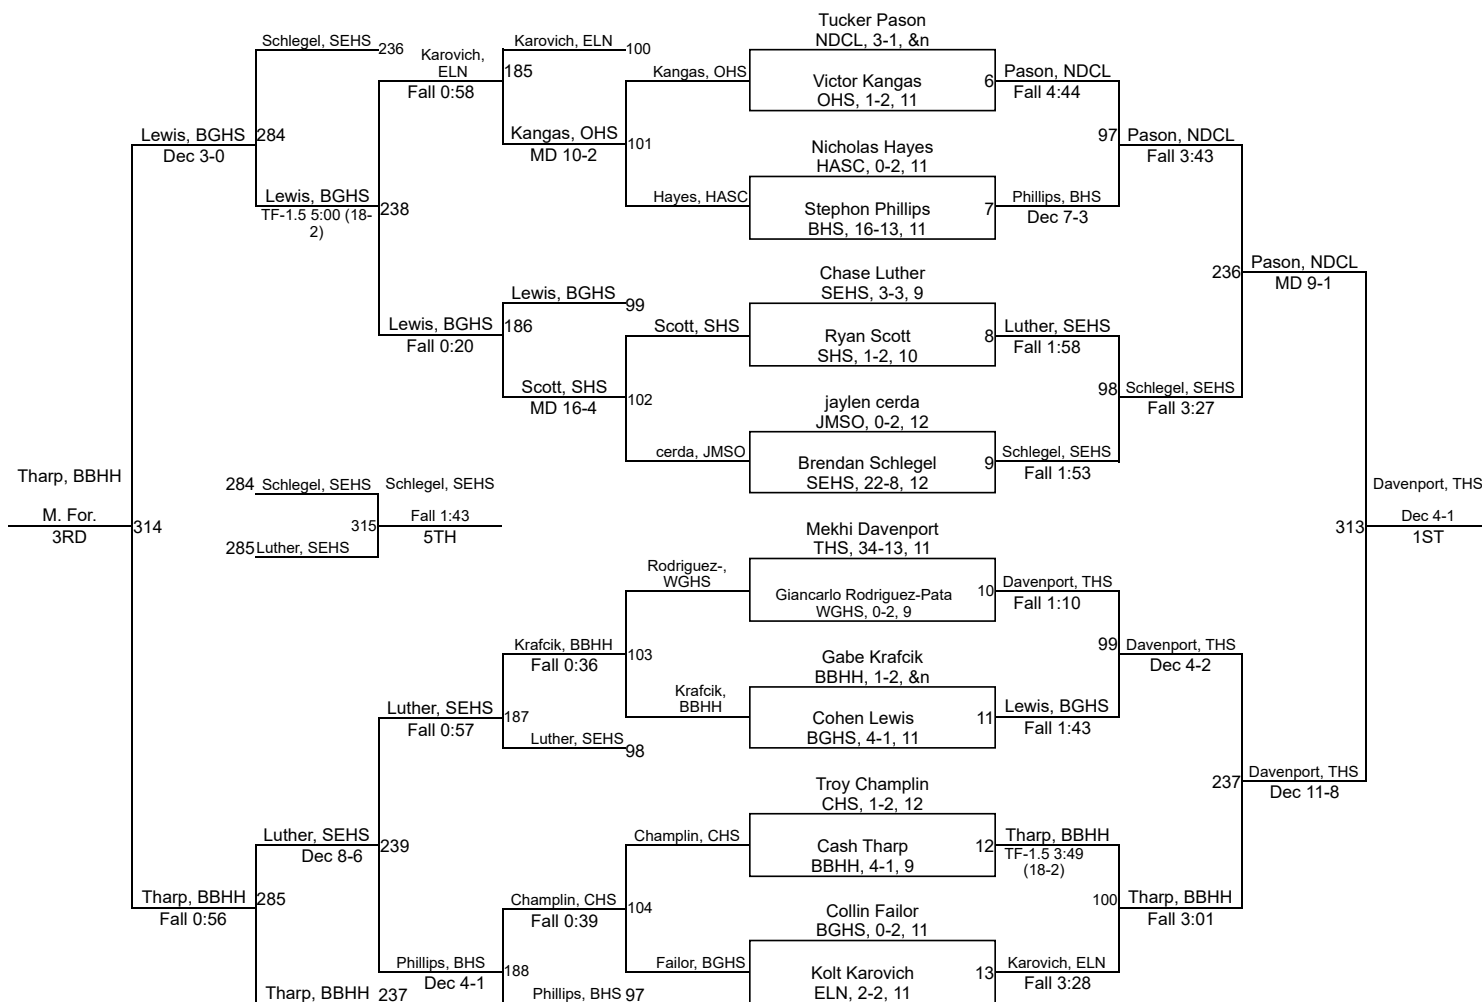 Tucker Pason
NDCL, 3-1, &n
Schlegel, SEHS 236
Karovich, ELN 100
Karovich,
ELN
185
Fall 0:58
Kangas, OHS
Victor Kangas
OHS, 1-2, 11
6
Pason, NDCL
Fall 4:44
Lewis, BGHS 284
Dec 3-0
Kangas, OHS
MD 10-2
101
97
Pason, NDCL
Fall 3:43
Nicholas Hayes
HASC, 0-2, 11
Lewis, BGHS
TF-1.5 5:00 (18-
2)
238
Hayes, HASC
Stephon Phillips
BHS, 16-13, 11
7
Phillips, BHS
Dec 7-3
236
Pason, NDCL
MD 9-1
Chase Luther
SEHS, 3-3, 9
Lewis, BGHS 99
Lewis, BGHS 186
Fall 0:20
Scott, SHS
Ryan Scott
SHS, 1-2, 10
8
Luther, SEHS
Fall 1:58
Scott, SHS
MD 16-4
102
98
Schlegel, SEHS
Fall 3:27
jaylen cerda
JMSO, 0-2, 12
cerda, JMSO
Brendan Schlegel
SEHS, 22-8, 12
9
Schlegel, SEHS
Fall 1:53
Tharp, BBHH
M. For.
3RD
314
284 Schlegel, SEHS
285 Luther, SEHS
315
Schlegel, SEHS
Fall 1:43
5TH
313
Davenport, THS
Dec 4-1
1ST
Mekhi Davenport
THS, 34-13, 11
Rodriguez-,
WGHS
Giancarlo Rodriguez-Pata
WGHS, 0-2, 9
10
Davenport, THS
Fall 1:10
Krafcik, BBHH
Fall 0:36
103
99
Davenport, THS
Dec 4-2
Gabe Krafcik
BBHH, 1-2, &n
Krafcik,
BBHH
Cohen Lewis
BGHS, 4-1, 11
11
Lewis, BGHS
Fall 1:43
Luther, SEHS
Fall 0:57
187
Luther, SEHS 98
237
Davenport, THS
Dec 11-8
Troy Champlin
CHS, 1-2, 12
Luther, SEHS
Dec 8-6
239
Champlin, CHS
Cash Tharp
BBHH, 4-1, 9
12
Tharp, BBHH
TF-1.5 3:49
(18-2)
Tharp, BBHH 285
Fall 0:56
Champlin, CHS
Fall 0:39
104
100
Tharp, BBHH
Fall 3:01
Collin Failor
BGHS, 0-2, 11
Phillips, BHS
Dec 4-1
188
Failor, BGHS
Kolt Karovich
ELN, 2-2, 11
13
Karovich, ELN
Fall 3:28
Tharp, BBHH 237
Phillips, BHS 97